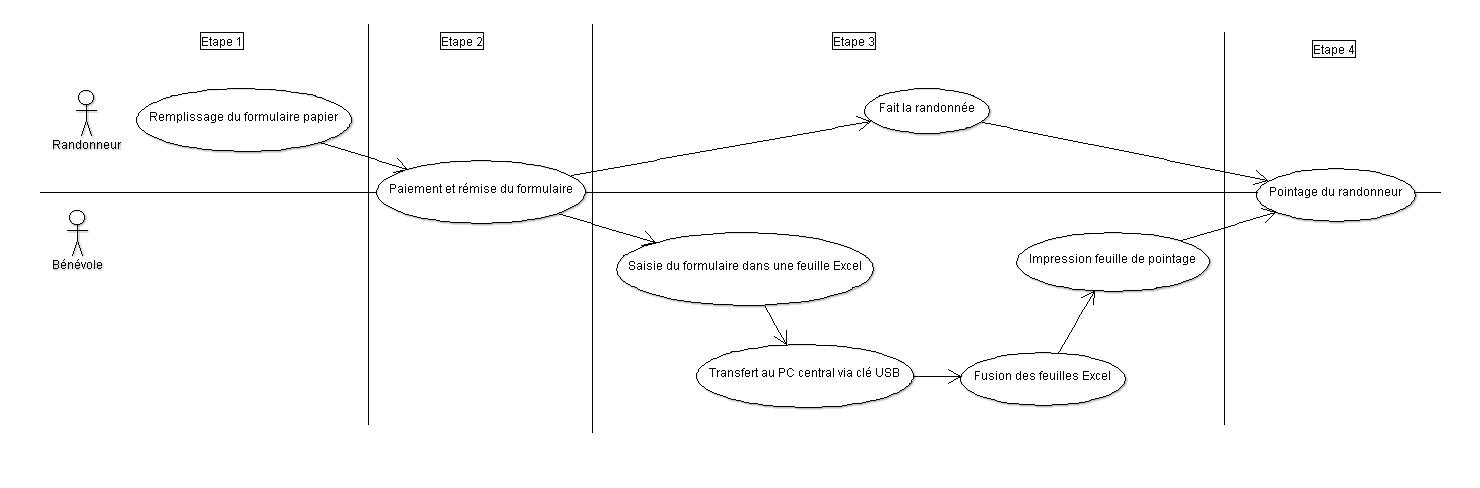 Etape 1
Etape 2
Etape 3
Etape 4
Remplissage du formulaire papier
Fait la randonnée
Randonneur
Paiement et rémise du formulaire
Pointage du randonneur
Bénévole
Saisie du formulaire dans une feuille Excel
Impression feuille de pointage
Transfert au PC central via clé USB
Fusion des feuilles Excel